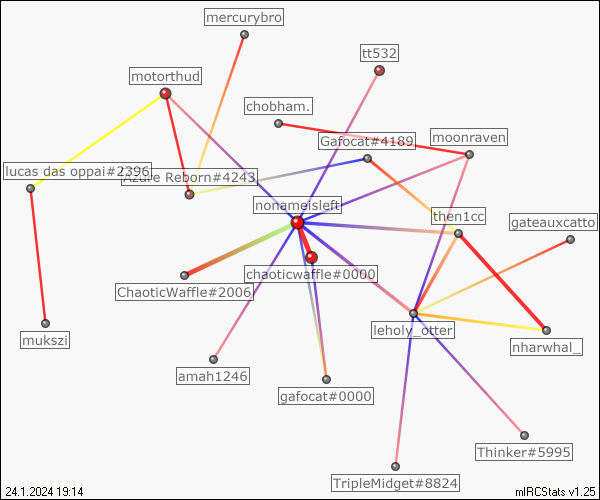 mercurybro
tt532
motorthud
chobham.
Gafocat#4189
moonraven
lucas das oppai#2396
Azure Reborn#4243
nonameisleft
then1cc
gateauxcatto
chaoticwaffle#0000
ChaoticWaffle#2006
leholy_otter
mukszi
nharwhal_
amah1246
gafocat#0000
Thinker#5995
TripleMidget#8824
24.1.2024 19:14
mIRCStats v1.25